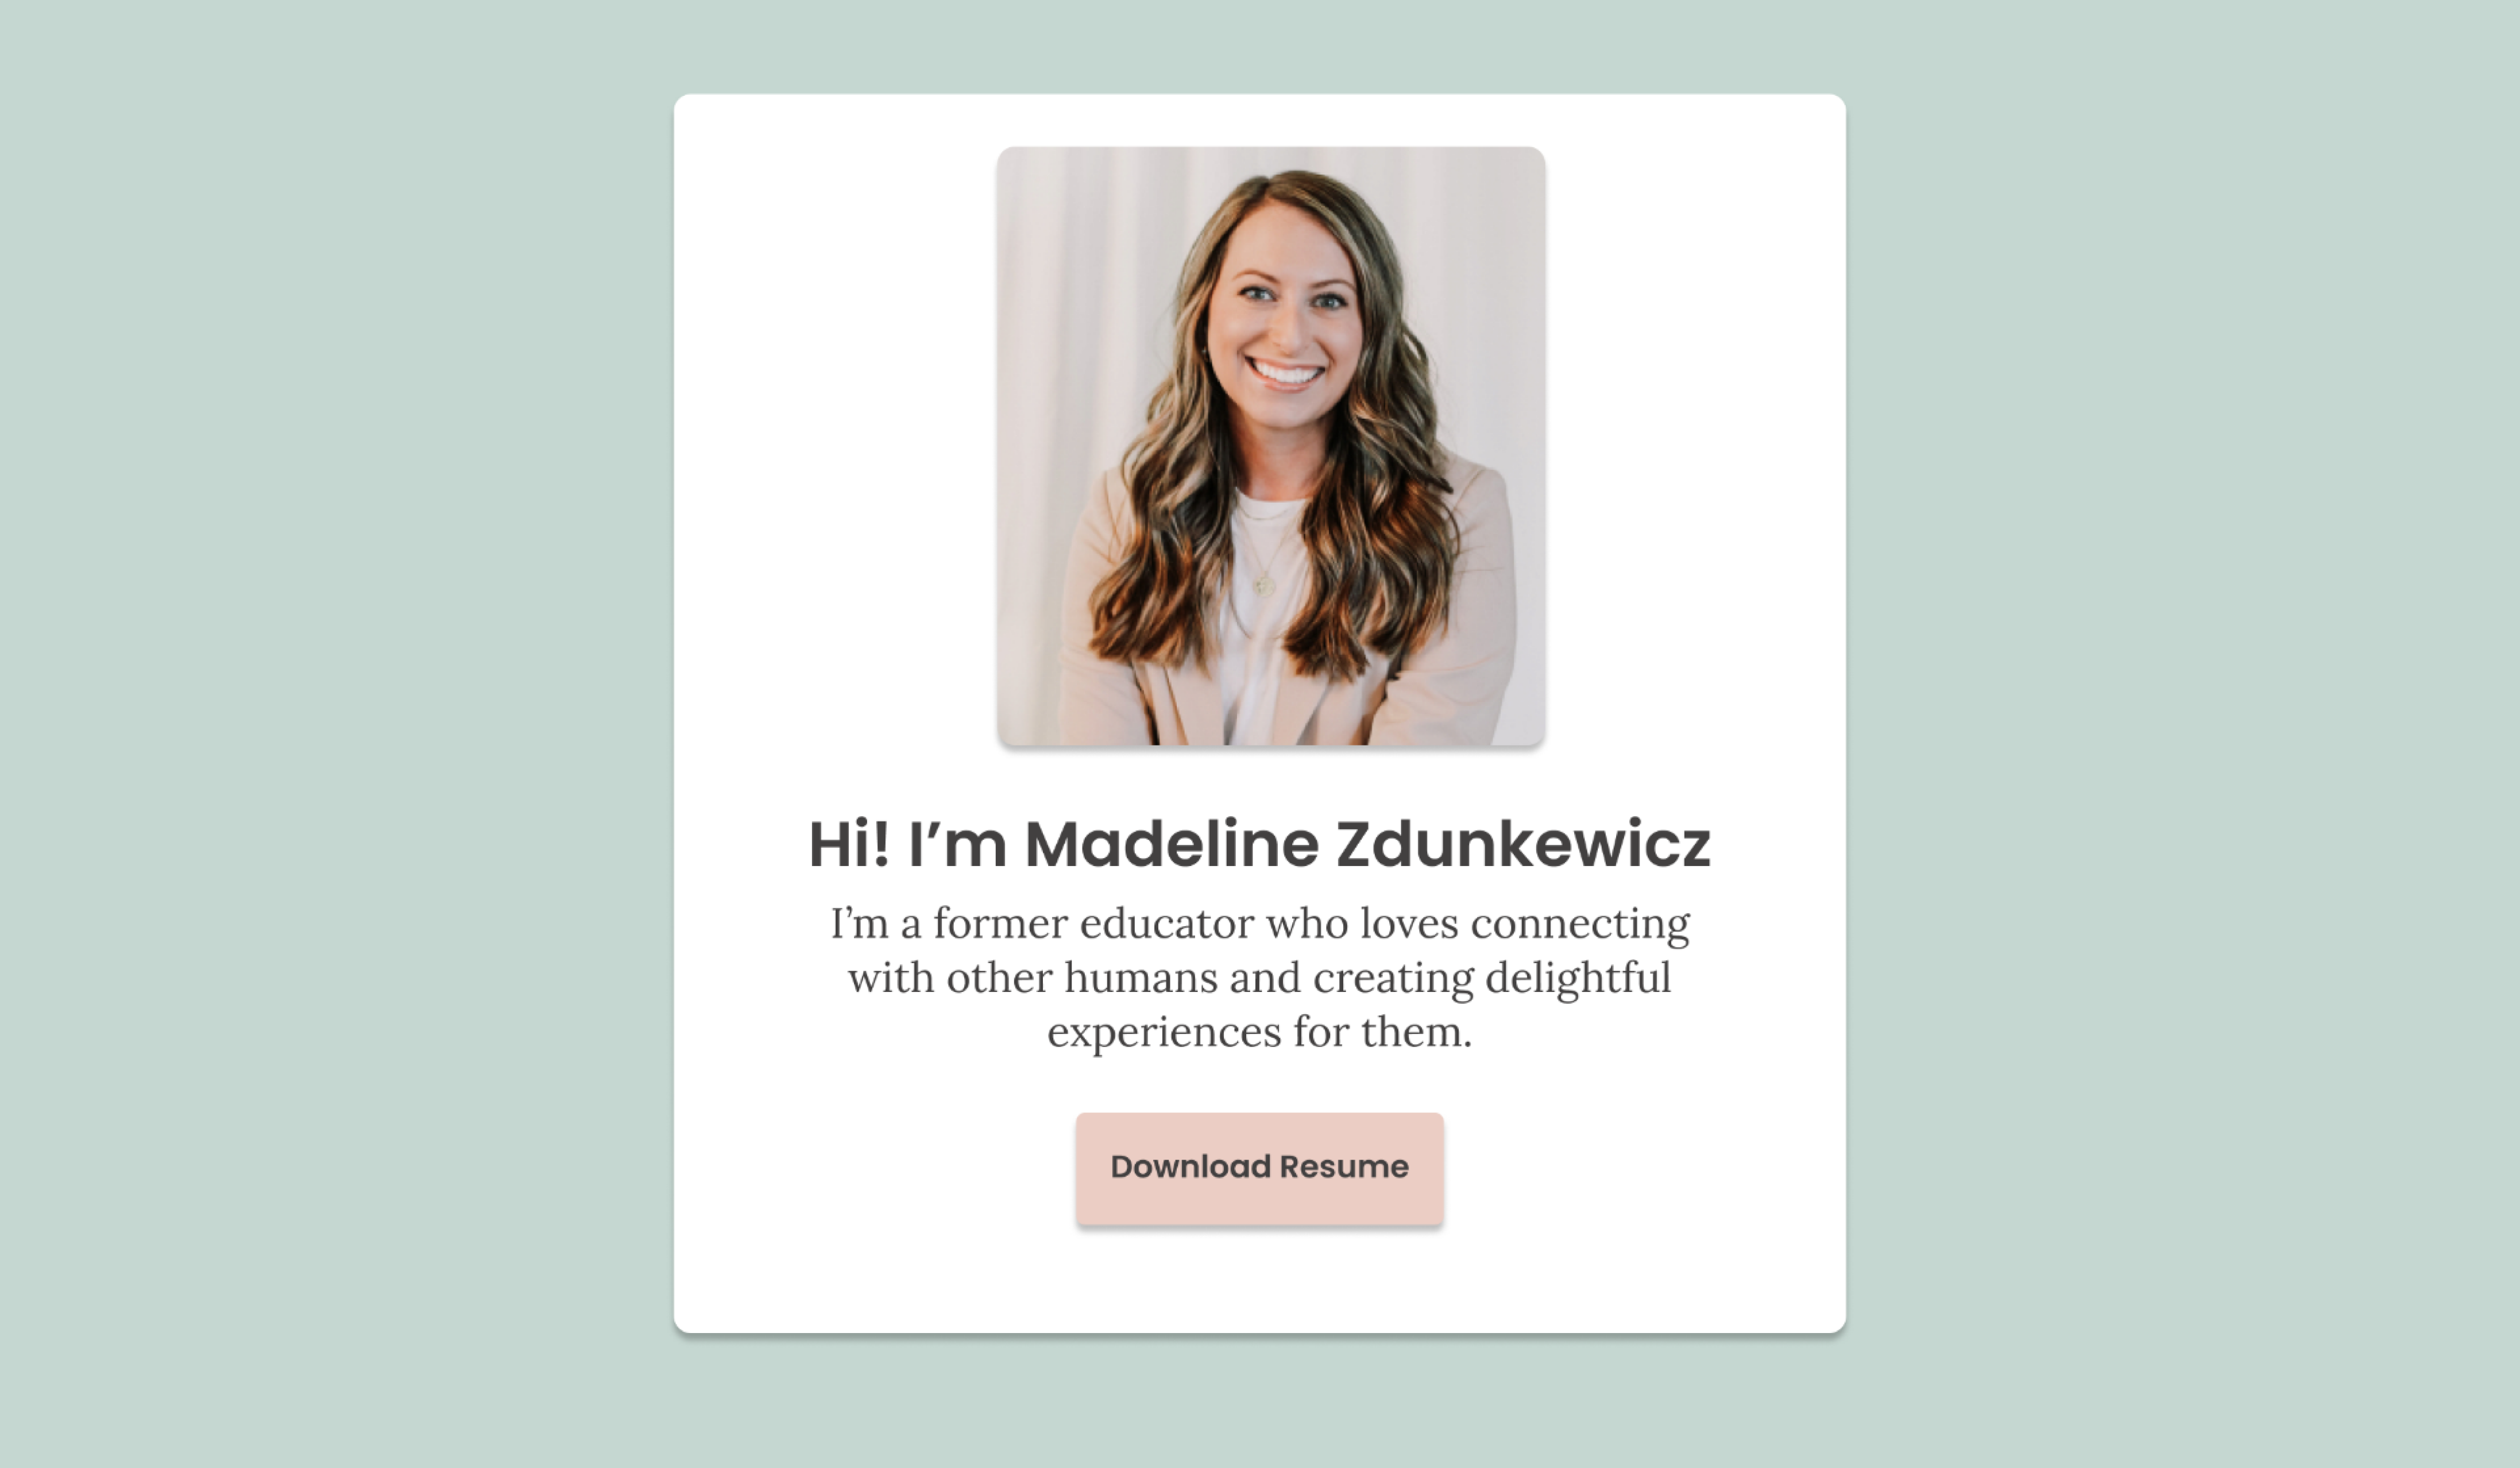 Hi! I’m Madeline Zdunkewicz
I’m a former educator who loves connecting
with other humans and creating delightful
experiences for them.
Download Resume